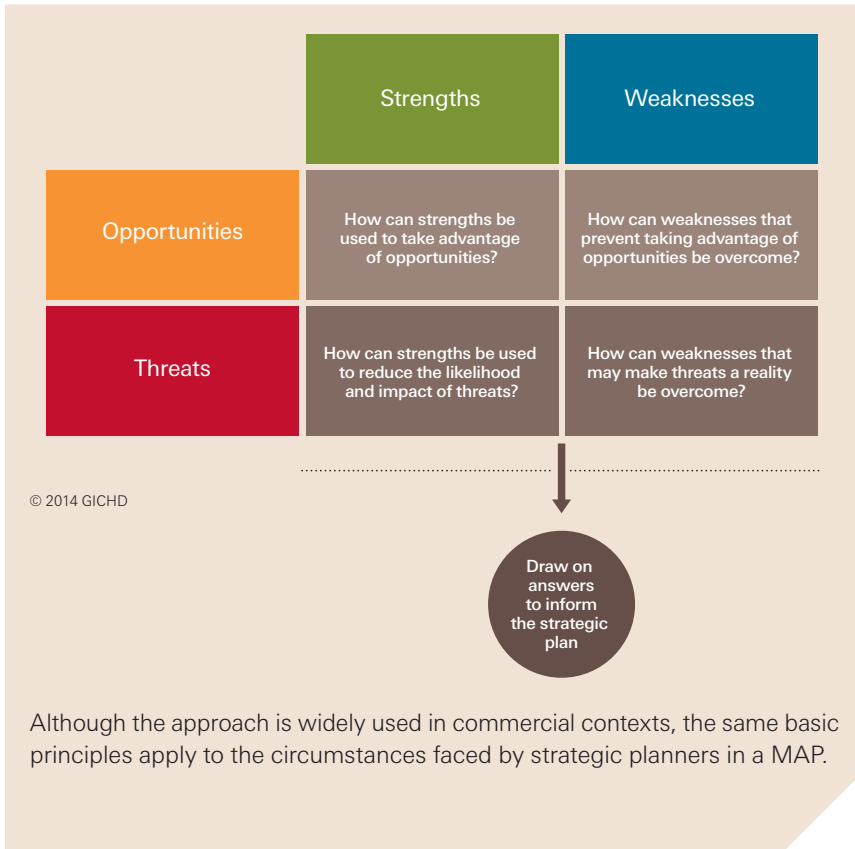 Strengths
Weaknesses
Opportunities
How can strengths be
used to take advantage
of opportunities?
How can weaknesses that
prevent taking advantage of
opportunities be overcome?
Threats
How can strengths be used
to reduce the likelihood
and impact of threats?
How can weaknesses that
may make threats a reality
be overcome?
© 2014 GICHD
Draw on
answers
to inform
the strategic
plan
Although the approach is widely used in commercial contexts, the same basic
principles apply to the circumstances faced by strategic planners in a MAP.